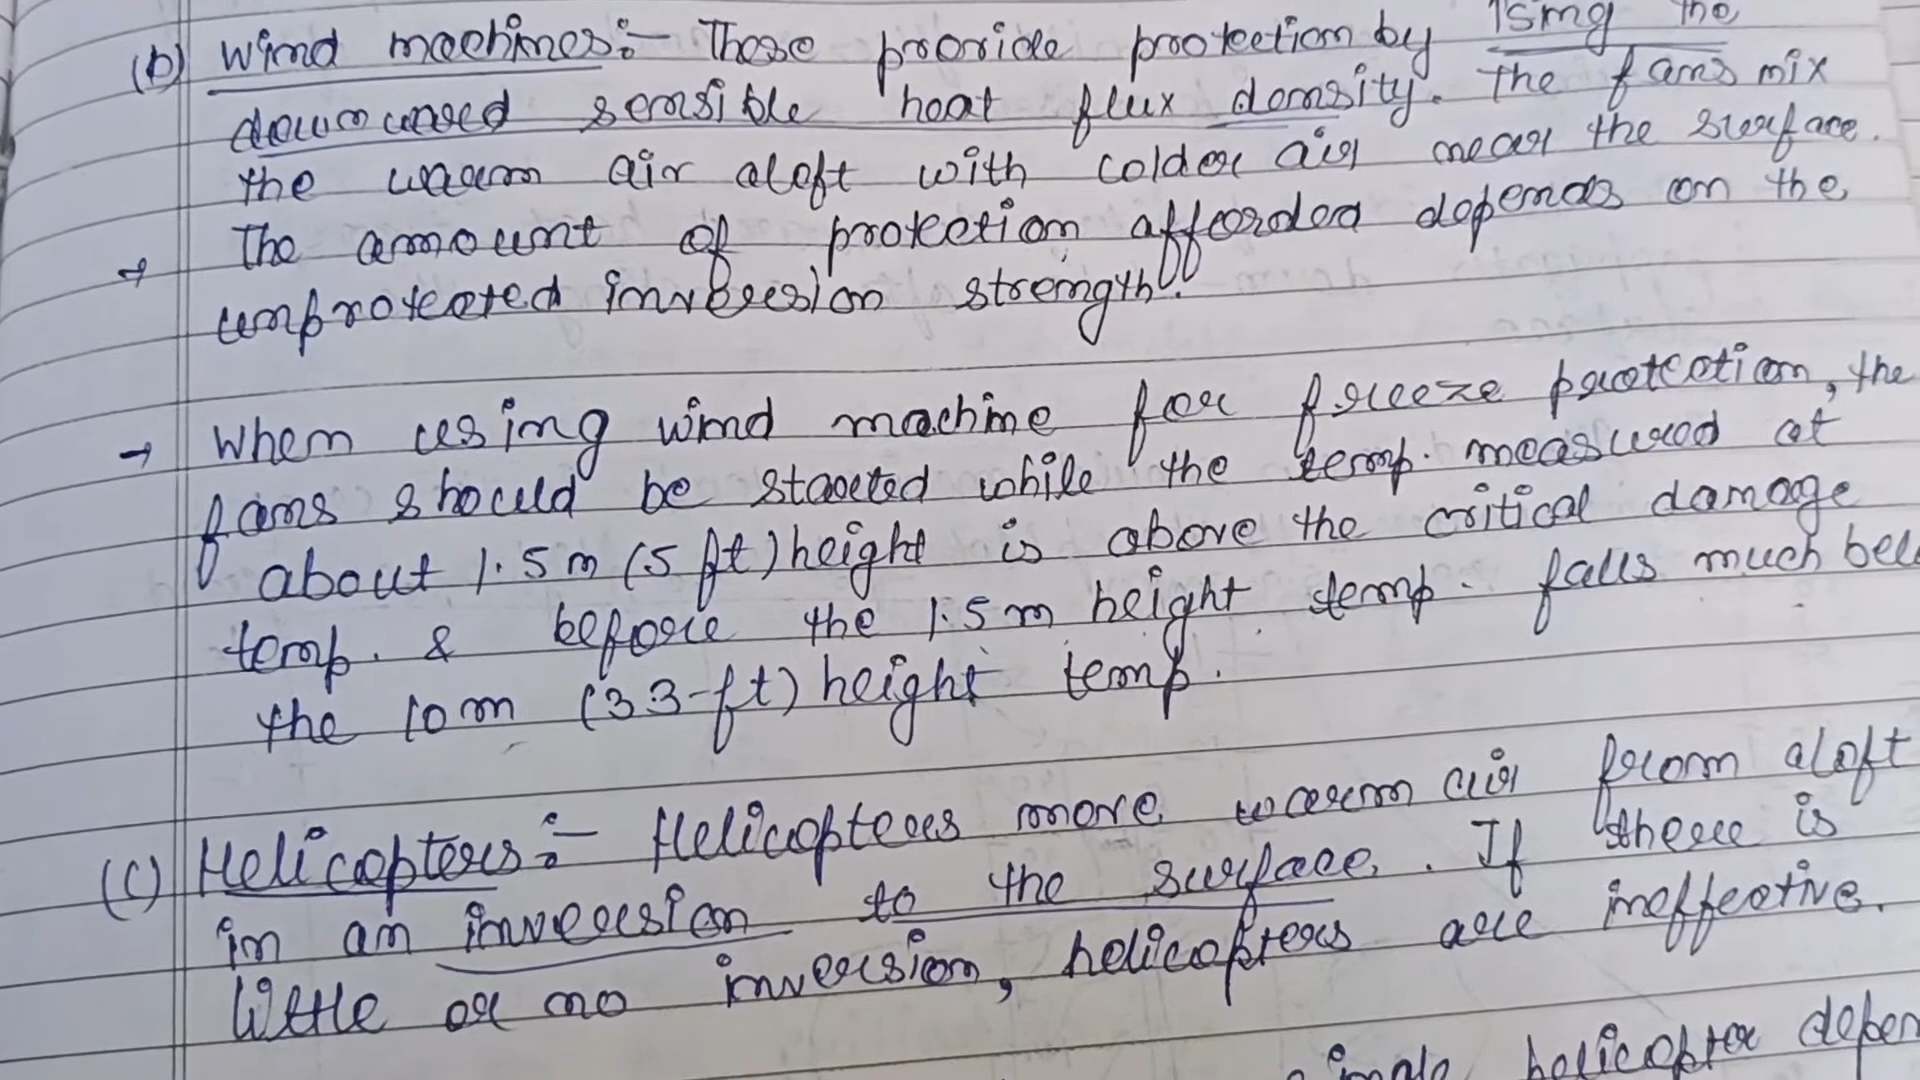 (b) Wind machines:- These provide protection by ising the
downward sensible heat flux density. The fans mix
the warm air aloft with colder air near the surface.
→ The amount of protection afforded depends on the
unprotected inversion strength.
→ When using wind machine for freeze protection, the
fans should be started while the temp. measured at
about 1.5m (5 ft) height is above the critical damage
temp. & before the 1.5m height temp. falls much bel
the 10m (33-ft) height temp.
(C) Helicopters:- Helicopters move warm air from aloft
in an inversion to the surface. If there is
little or no inversion, helicopters are ineffective.
helicopter depen